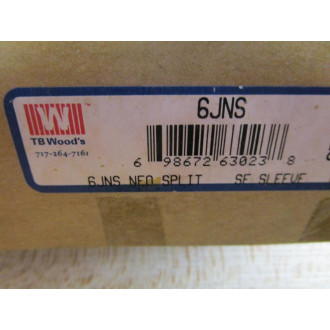 6JNS
TB Wood's
717-264-7161
6 98672 63023 8
6JNS NEO SPLIT SF SLEEVE